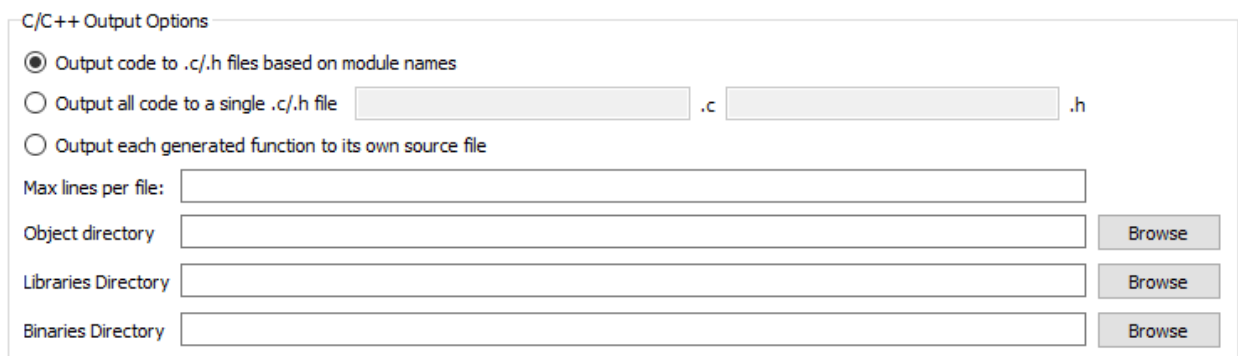 C/C++ Output Options
Output code to .c/.h files based on module names
Output all code to a single .c/.h file .c .h
Output each generated function to its own source file
Max lines per file:
Object directory Browse
Libraries Directory Browse
Binaries Directory Browse